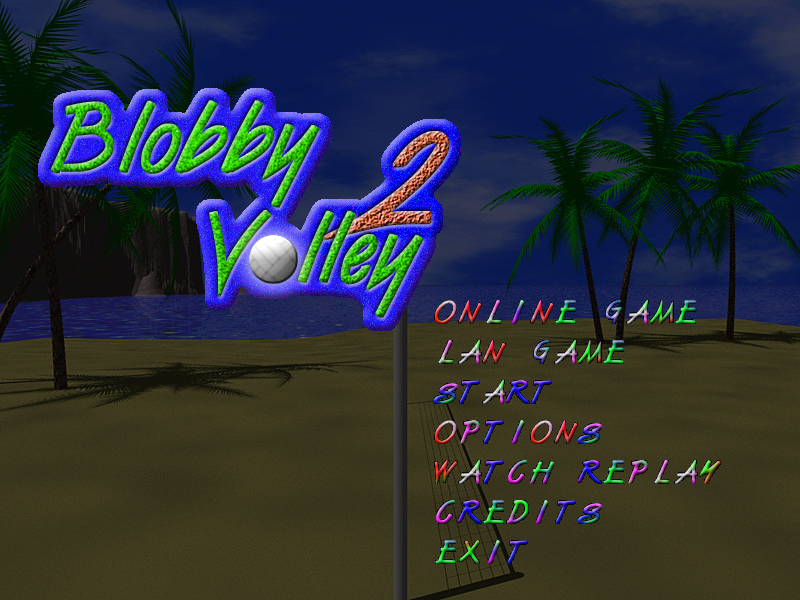 Blobby
Volley 2
ONLINE GAME
LAN GAME
START
OPTIONS
WATCH REPLAY
CREDITS
EXIT